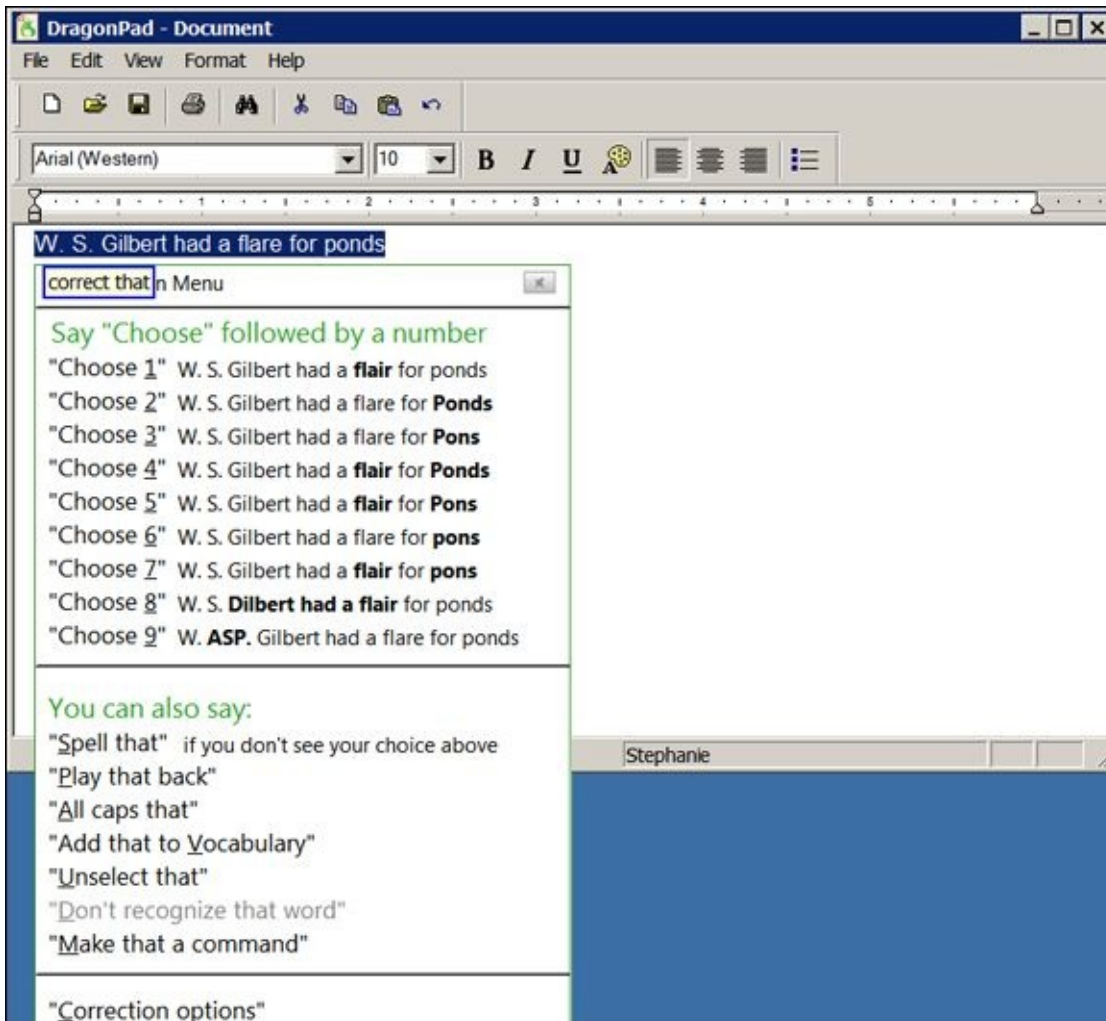 DragonPad - Document
File Edit View Format Help
Arial (Western) 10 B I U A
1 2 3 4 5
W. S. Gilbert had a flare for ponds
correct that n Menu
Say "Choose" followed by a number
"Choose 1" W. S. Gilbert had a flair for ponds
"Choose 2" W. S. Gilbert had a flare for Ponds
"Choose 3" W. S. Gilbert had a flare for Pons
"Choose 4" W. S. Gilbert had a flair for Ponds
"Choose 5" W. S. Gilbert had a flair for Pons
"Choose 6" W. S. Gilbert had a flare for pons
"Choose 7" W. S. Gilbert had a flair for pons
"Choose 8" W. S. Dilbert had a flair for ponds
"Choose 9" W. ASP. Gilbert had a flare for ponds
You can also say:
"Spell that" if you don't see your choice above
Stephanie
"Play that back"
"All caps that"
"Add that to Vocabulary"
"Unselect that"
"Don't recognize that word"
"Make that a command"
"Correction options"